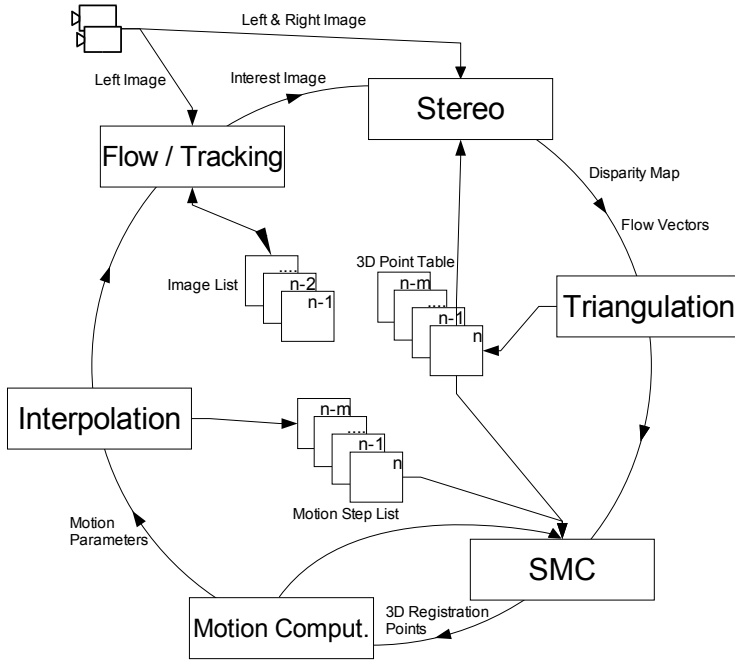 Left & Right Image
Left Image
Interest Image
Stereo
Flow / Tracking
Disparity Map
Flow Vectors
Image List
....
n-2
n-1
3D Point Table
n-m
....
n-1
n
Triangulation
Interpolation
n-m
....
n-1
n
Motion Step List
Motion
Parameters
SMC
Motion Comput.
3D Registration
Points